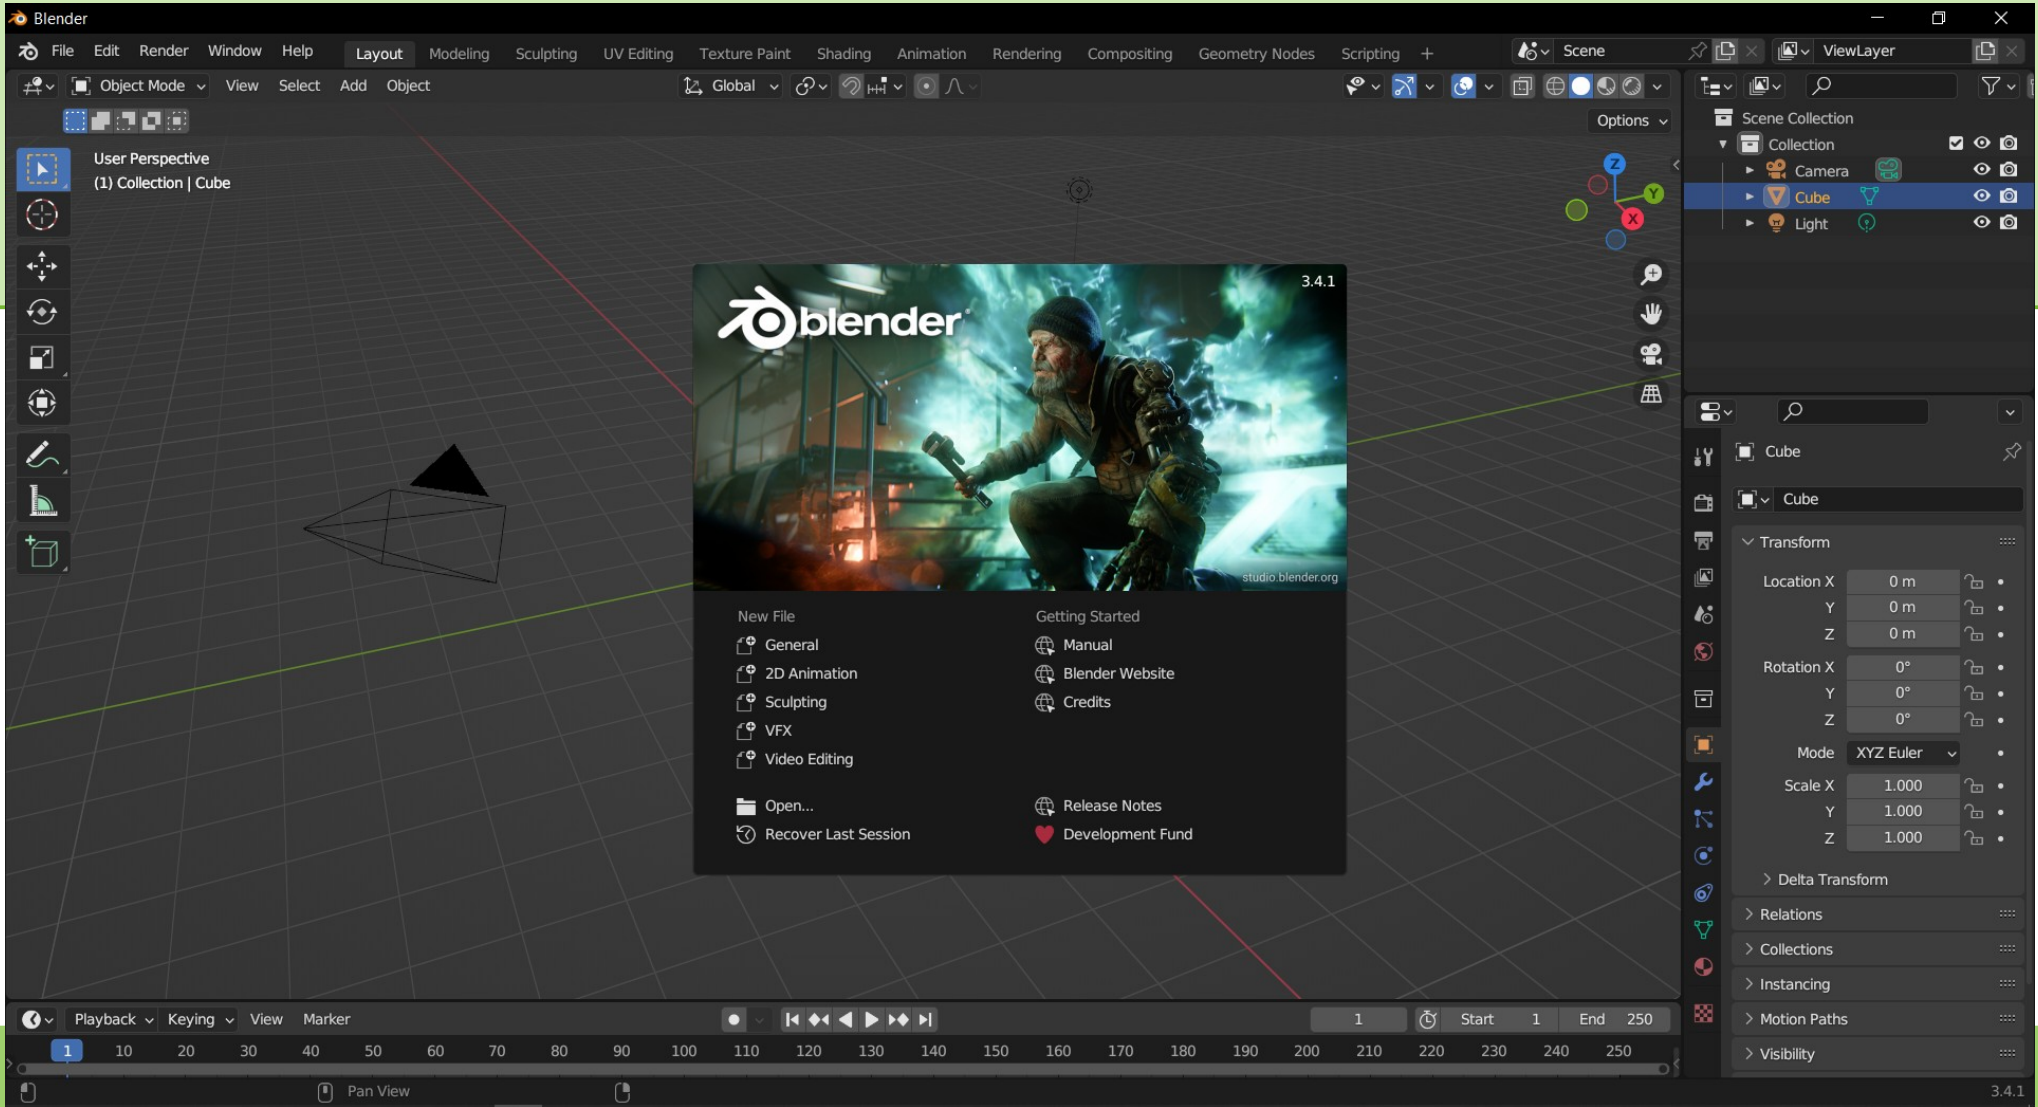 Blender
File Edit Render Window Help Layout Modeling Sculpting UV Editing Texture Paint Shading Animation Rendering Compositing Geometry Nodes Scripting + Scene ViewLayer
Object Mode View Select Add Object Global
Options
User Perspective
(1) Collection | Cube
Z
Y
X
Scene Collection
Collection
Camera
Cube
Light
3.4.1
blender
studio.blender.org
New File
General
2D Animation
Sculpting
VFX
Video Editing
Open...
Recover Last Session
Getting Started
Manual
Blender Website
Credits
Release Notes
Development Fund
Cube
Cube
Transform
Location X 0 m
Y 0 m
Z 0 m
Rotation X 0°
Y 0°
Z 0°
Mode XYZ Euler
Scale X 1.000
Y 1.000
Z 1.000
Delta Transform
Relations
Collections
Instancing
Motion Paths
Visibility
Playback Keying View Marker 1 Start 1 End 250
1 10 20 30 40 50 60 70 80 90 100 110 120 130 140 150 160 170 180 190 200 210 220 230 240 250
Pan View
3.4.1